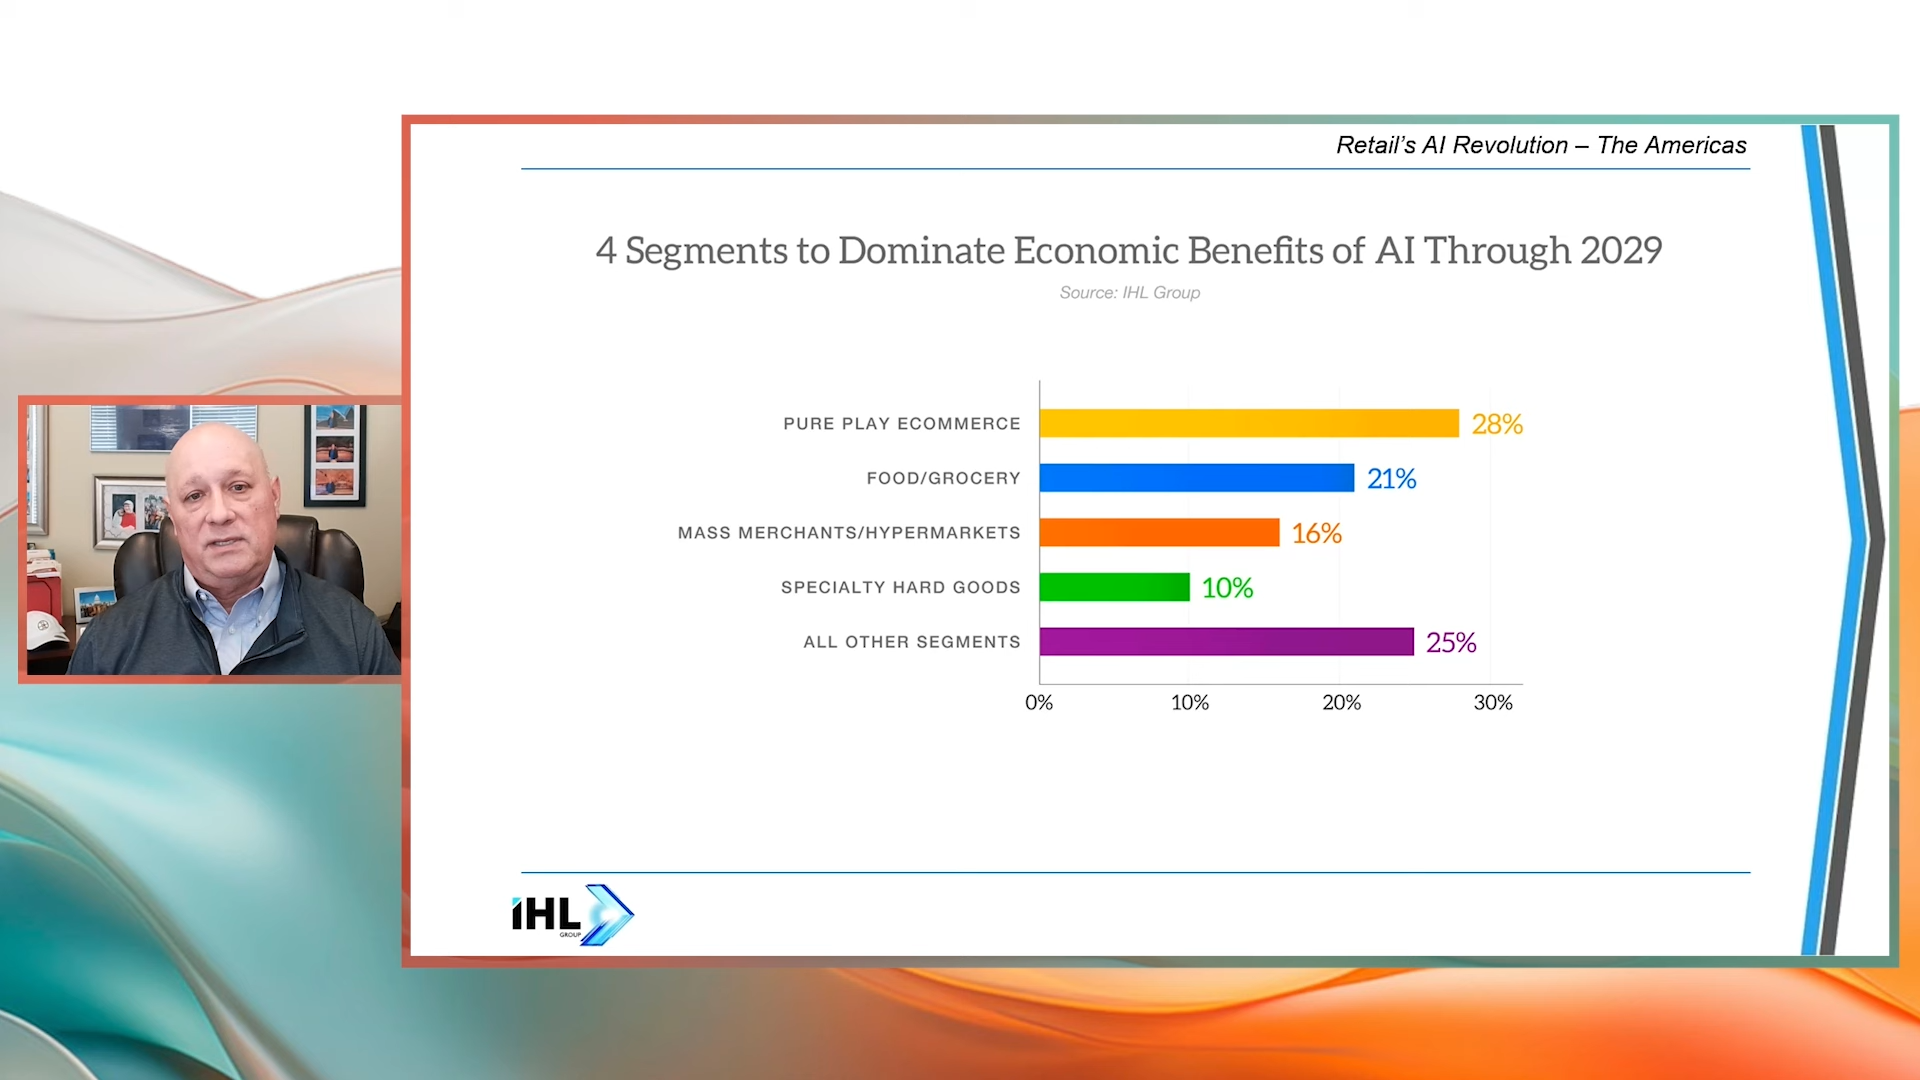 Retail's AI Revolution – The Americas
4 Segments to Dominate Economic Benefits of AI Through 2029
Source: IHL Group
PURE PLAY ECOMMERCE
28%
FOOD/GROCERY
21%
MASS MERCHANTS/HYPERMARKETS
16%
SPECIALTY HARD GOODS
10%
ALL OTHER SEGMENTS
25%
0% 10% 20% 30%
IHL
GROUP